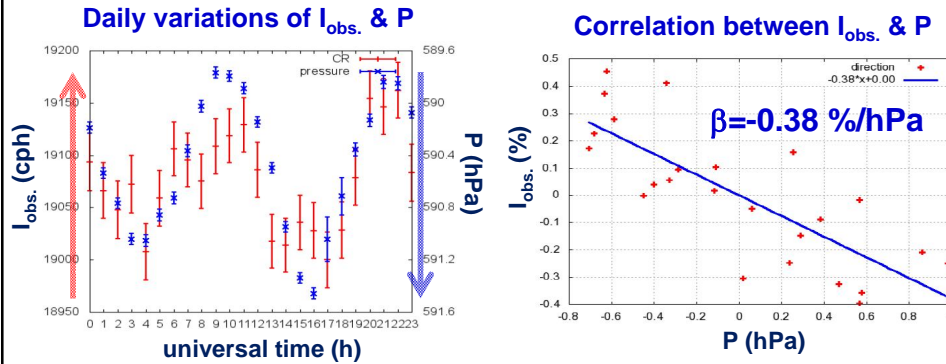 Daily variations of I_obs. & P
I_obs. (cph)
19200
19150
19100
19050
19000
18950
CR
pressure
589.6
590
590.4
590.8
591.2
591.6
P (hPa)
0 1 2 3 4 5 6 7 8 9 10 11 12 13 14 15 16 17 18 19 20 21 22 23
universal time (h)
Correlation between I_obs. & P
I_obs. (%)
0.5
0.4
0.3
0.2
0.1
0
-0.1
-0.2
-0.3
-0.4
direction
-0.38*x+0.00
β=-0.38 %/hPa
-0.8 -0.6 -0.4 -0.2 0 0.2 0.4 0.6 0.8
P (hPa)